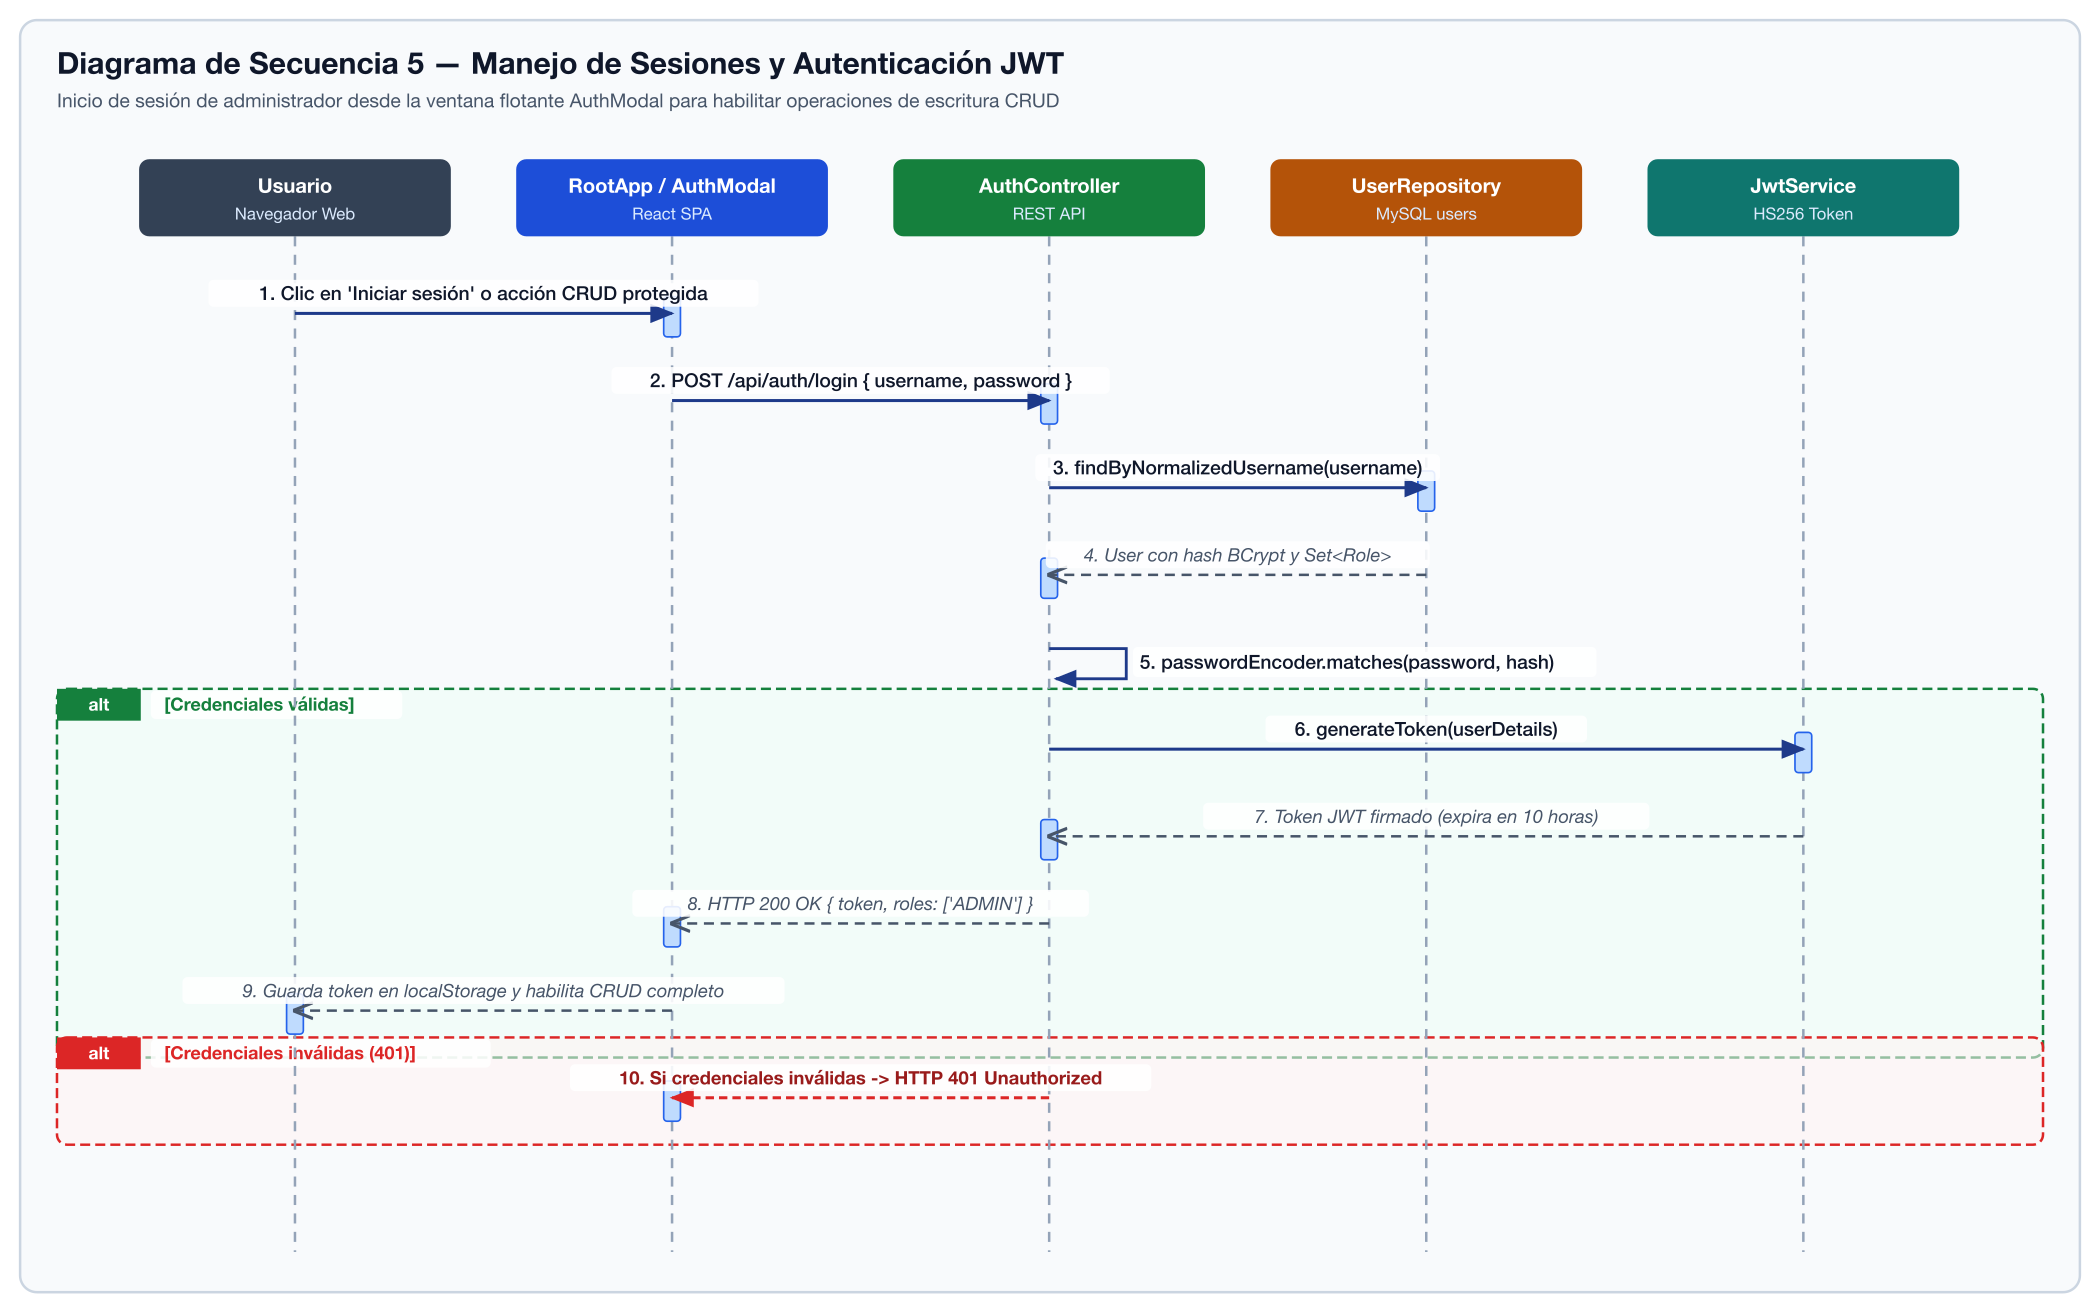 Diagrama de Secuencia 5 — Manejo de Sesiones y Autenticación JWT
Inicio de sesión de administrador desde la ventana flotante AuthModal para habilitar operaciones de escritura CRUD
Usuario
Navegador Web
RootApp / AuthModal
React SPA
AuthController
REST API
UserRepository
MySQL users
JwtService
HS256 Token
1. Clic en 'Iniciar sesión' o acción CRUD protegida
2. POST /api/auth/login { username, password }
3. findByNormalizedUsername(username)
4. User con hash BCrypt y Set<Role>
5. passwordEncoder.matches(password, hash)
alt
[Credenciales válidas]
6. generateToken(userDetails)
7. Token JWT firmado (expira en 10 horas)
8. HTTP 200 OK { token, roles: ['ADMIN'] }
9. Guarda token en localStorage y habilita CRUD completo
alt
[Credenciales inválidas (401)]
10. Si credenciales inválidas -> HTTP 401 Unauthorized